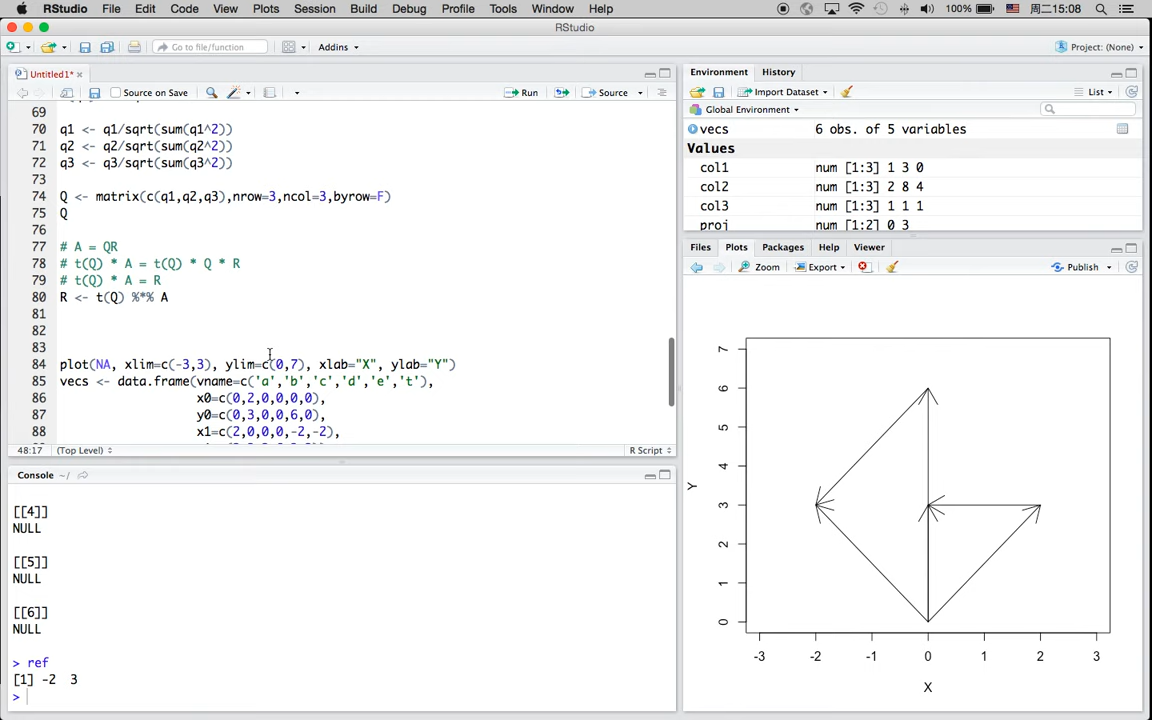 RStudio File Edit Code View Plots Session Build Debug Profile Tools Window Help 100% 周二15:08
RStudio
Go to file/function Addins Project: (None)
Untitled1*
Source on Save Run Source
69
70 q1 <- q1/sqrt(sum(q1^2))
71 q2 <- q2/sqrt(sum(q2^2))
72 q3 <- q3/sqrt(sum(q3^2))
73
74 Q <- matrix(c(q1,q2,q3),nrow=3,ncol=3,byrow=F)
75 Q
76
77 # A = QR
78 # t(Q) * A = t(Q) * Q * R
79 # t(Q) * A = R
80 R <- t(Q) %*% A
81
82
83
84 plot(NA, xlim=c(-3,3), ylim=c(0,7), xlab="X", ylab="Y")
85 vecs <- data.frame(vname=c('a','b','c','d','e','t'),
86 x0=c(0,2,0,0,0,0),
87 y0=c(0,3,0,0,6,0),
88 x1=c(2,0,0,0,-2,-2),
48:17 (Top Level) R Script
Console ~/
[[4]]
NULL
[[5]]
NULL
[[6]]
NULL
> ref
[1] -2 3
>
Environment History
Import Dataset List
Global Environment
vecs 6 obs. of 5 variables
Values
col1 num [1:3] 1 3 0
col2 num [1:3] 2 8 4
col3 num [1:3] 1 1 1
proj num [1:2] 0 3
Files Plots Packages Help Viewer
Zoom Export Publish
7
6
5
4
3
2
1
0
Y
-3 -2 -1 0 1 2 3
X